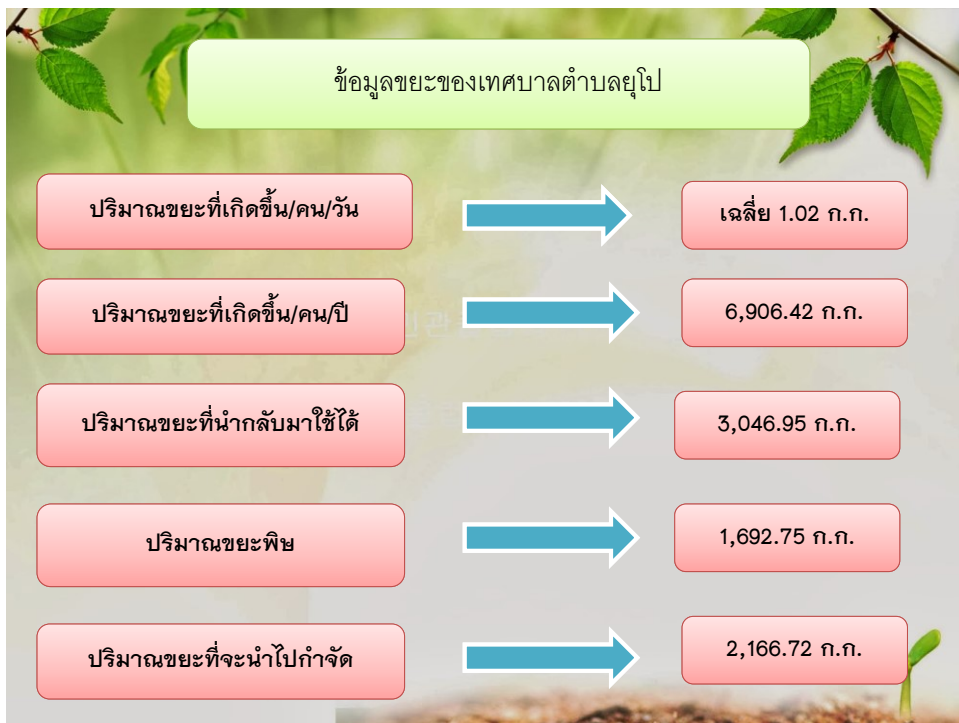 ข้อมูลขยะของเทศบาลตำบลยุโป
ปริมาณขยะที่เกิดขึ้น/คน/วัน
เฉลี่ย 1.02 ก.ก.
ปริมาณขยะที่เกิดขึ้น/คน/ปี
6,906.42 ก.ก.
ปริมาณขยะที่นำกลับมาใช้ได้
3,046.95 ก.ก.
ปริมาณขยะพิษ
1,692.75 ก.ก.
ปริมาณขยะที่จะนำไปกำจัด
2,166.72 ก.ก.